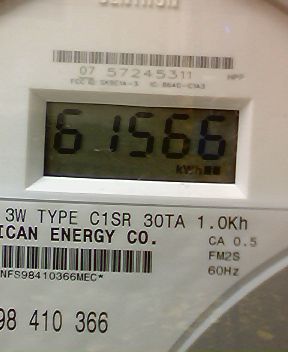 07 57245311 HPP
61566
kWh
3W TYPE C1SR 30TA 1.0Kh
ICAN ENERGY CO.
CA 0.5
FM2S
NFS98410366MEC*
60Hz
98 410 366